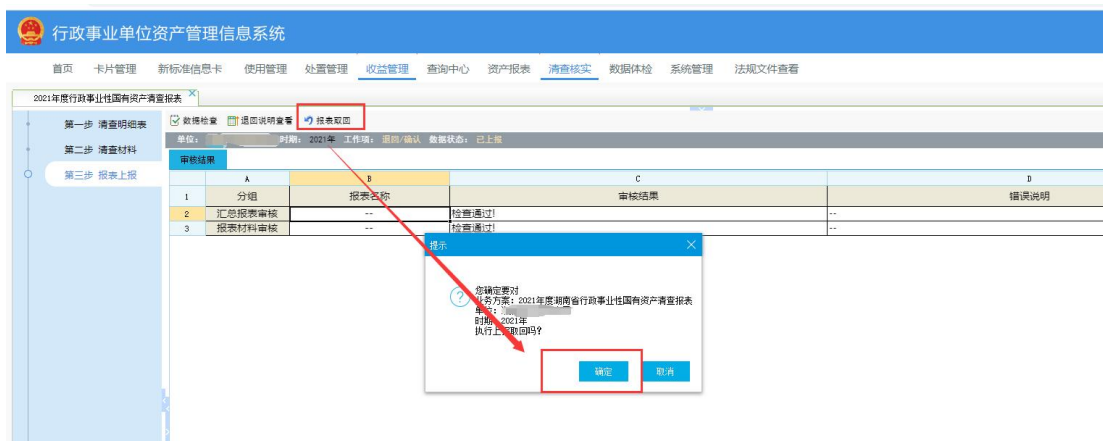 行政事业单位资产管理信息系统
首页 卡片管理 新标准信息卡 使用管理 处置管理 收益管理 查询中心 资产报表 清查核实 数据体检 系统管理 法规文件查看
2021年度行政事业性国有资产清查报表 ×
第一步 清查明细表
第二步 清查材料
第三步 报表上报
数据检查 退回说明查看 报表取回
单位: 时期: 2021年 工作项: 退回/确认 数据状态: 已上报
审核结果
A B C D
1 分组 报表名称 审核结果 错误说明
2 汇总报表审核 -- 检查通过! --
3 报表材料审核 -- 检查通过! --
提示
您确定要对
业务方案: 2021年度湖南省行政事业性国有资产清查报表
单位:
时期: 2021年
执行上报取回吗?
确定 取消